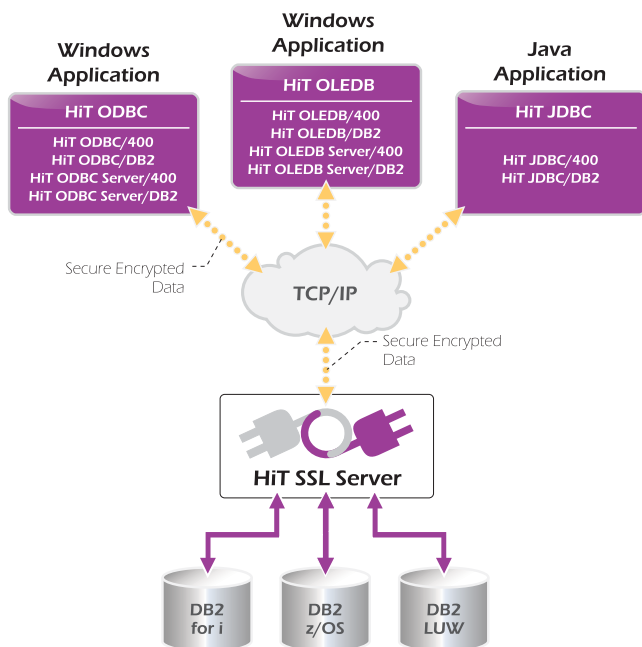 Windows
Application
Windows
Application
Java
Application
HiT ODBC
HiT ODBC/400
HiT ODBC/DB2
HiT ODBC Server/400
HiT ODBC Server/DB2
HiT OLEDB
HiT OLEDB/400
HiT OLEDB/DB2
HiT OLEDB Server/400
HiT OLEDB Server/DB2
HiT JDBC
HiT JDBC/400
HiT JDBC/DB2
Secure Encrypted
Data
TCP/IP
Secure Encrypted
Data
HiT SSL Server
DB2
for i
DB2
z/OS
DB2
LUW